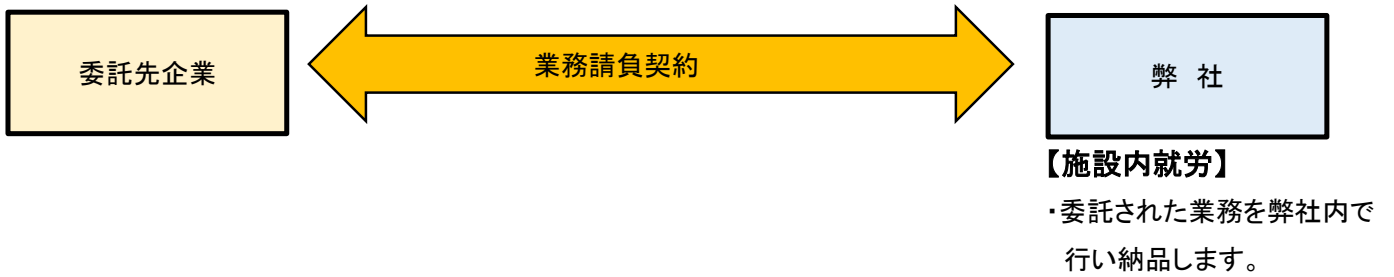 委託先企業
業務請負契約
弊 社
【施設内就労】
・委託された業務を弊社内で
行い納品します。